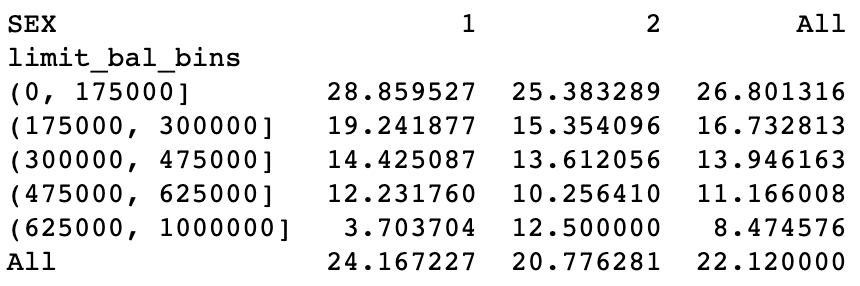 SEX 1 2 All
limit_bal_bins
(0, 175000] 28.859527 25.383289 26.801316
(175000, 300000] 19.241877 15.354096 16.732813
(300000, 475000] 14.425087 13.612056 13.946163
(475000, 625000] 12.231760 10.256410 11.166008
(625000, 1000000] 3.703704 12.500000 8.474576
All 24.167227 20.776281 22.120000